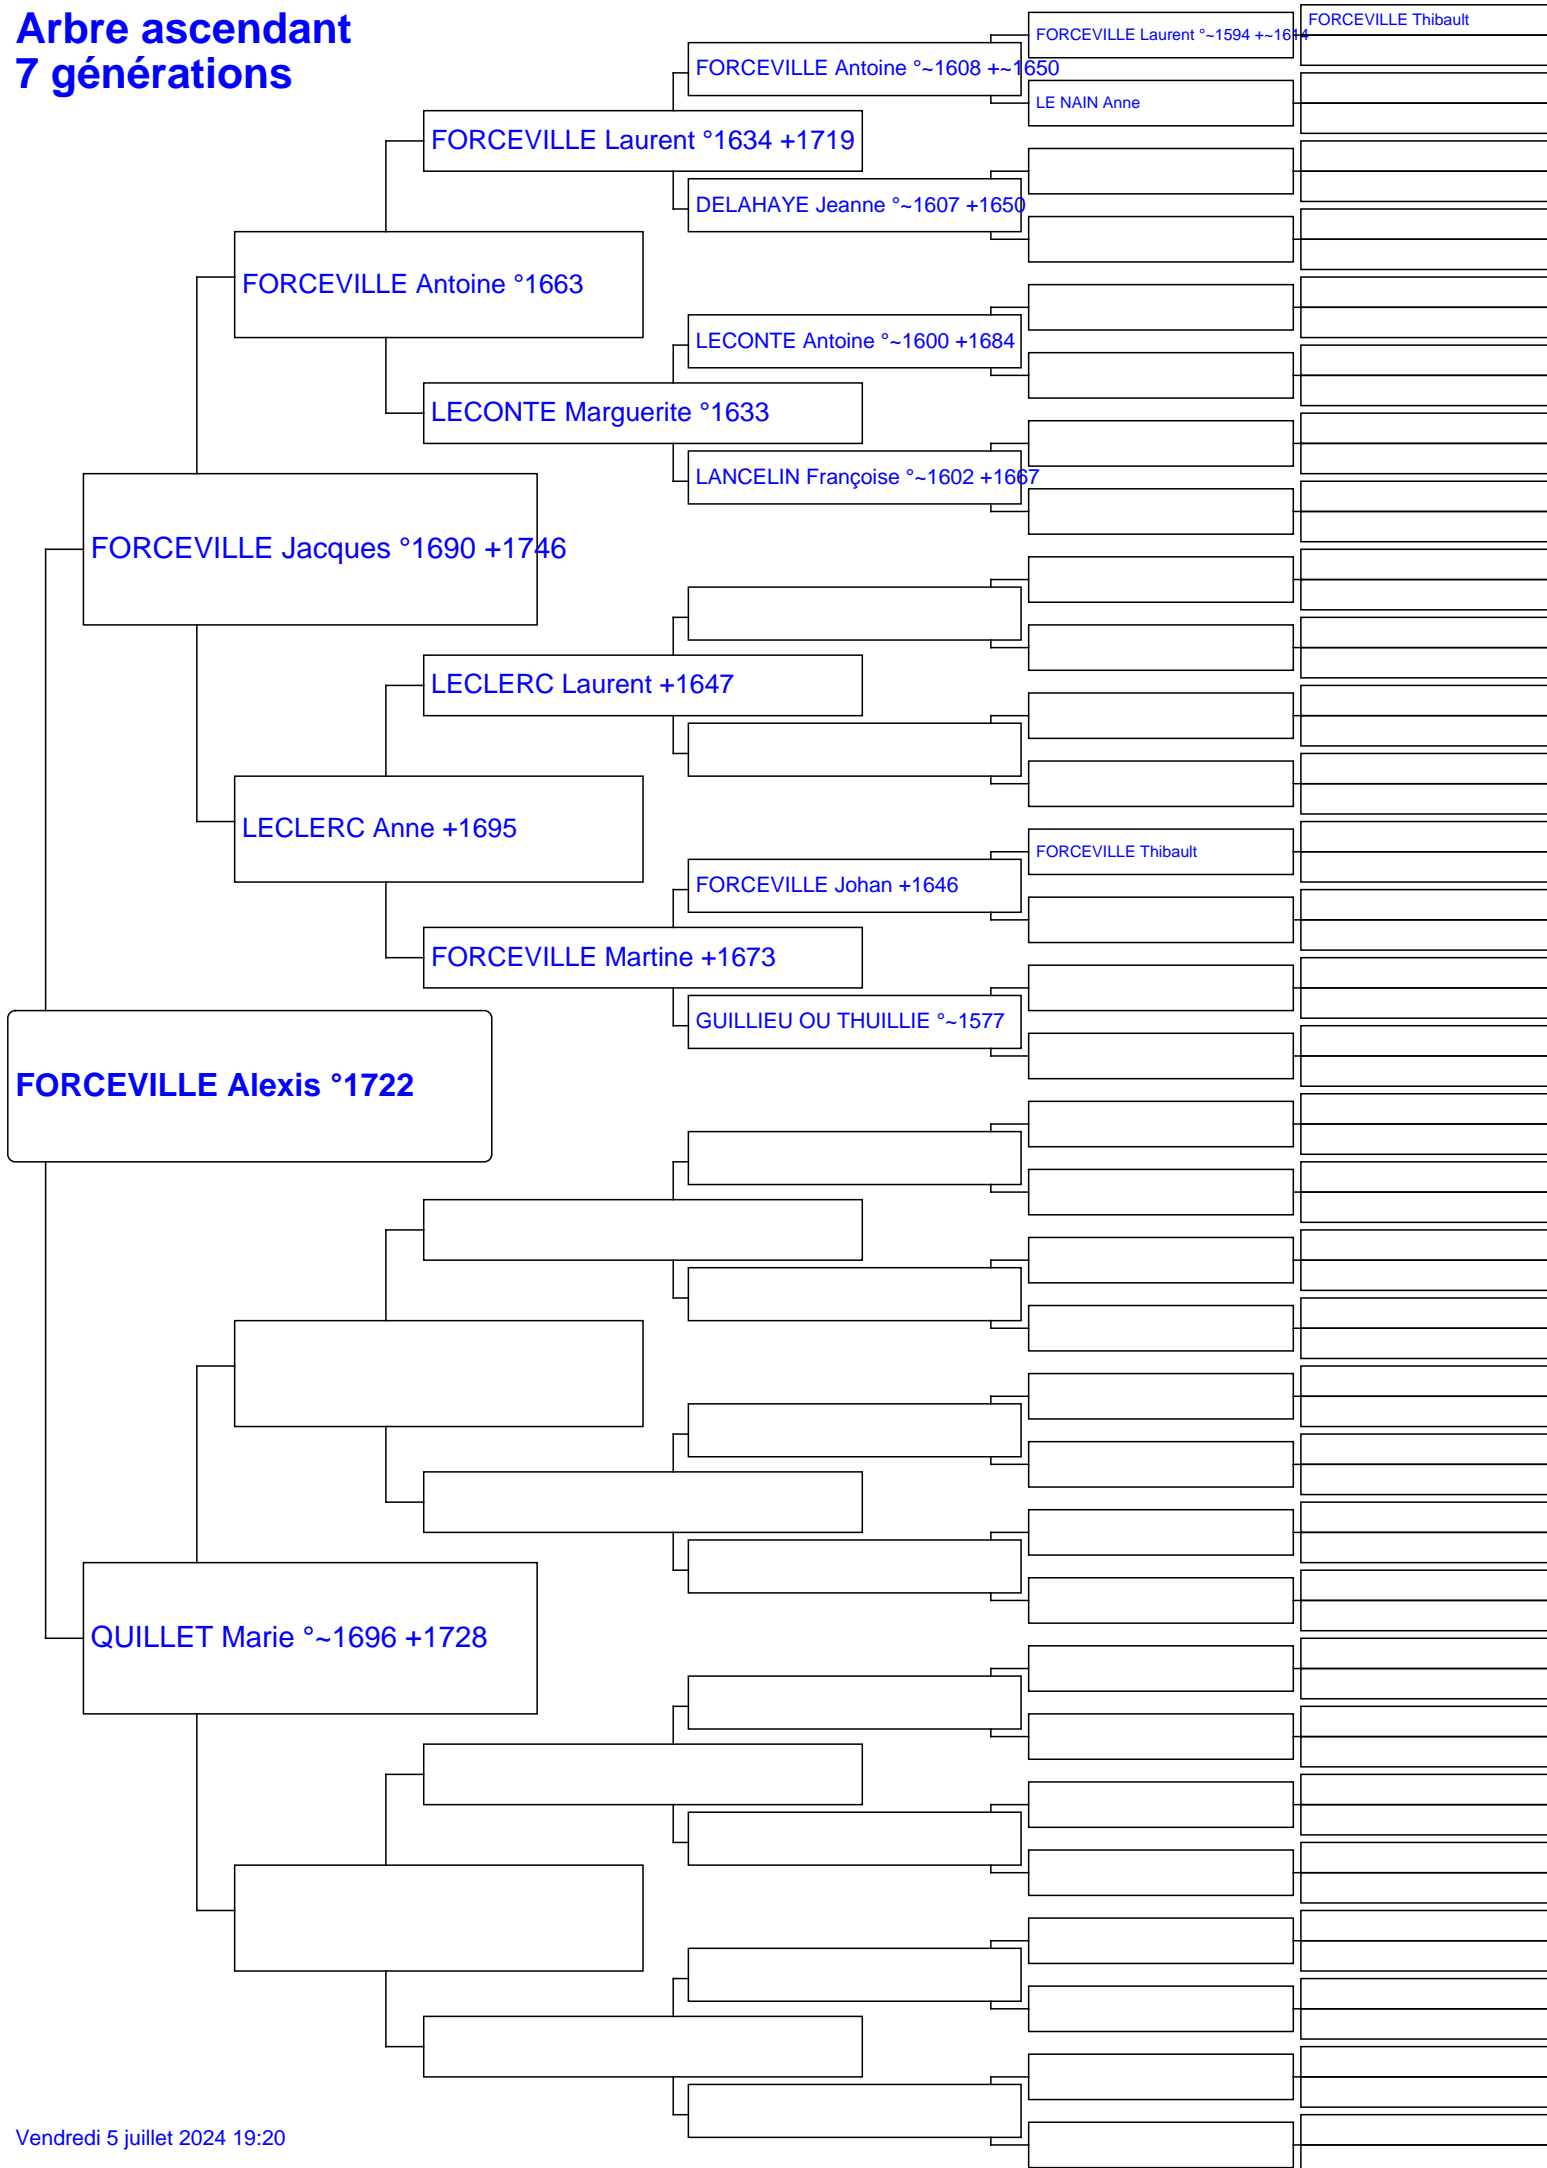 Arbre ascendant
7 générations
FORCEVILLE Thibault
FORCEVILLE Laurent °~1594 +~1614
FORCEVILLE Antoine °~1608 +~1650
LE NAIN Anne
FORCEVILLE Laurent °1634 +1719
DELAHAYE Jeanne °~1607 +1650
FORCEVILLE Antoine °1663
LECONTE Antoine °~1600 +1684
LECONTE Marguerite °1633
LANCELIN Françoise °~1602 +1667
FORCEVILLE Jacques °1690 +1746
LECLERC Laurent +1647
LECLERC Anne +1695
FORCEVILLE Thibault
FORCEVILLE Johan +1646
FORCEVILLE Martine +1673
GUILLIEU OU THUILLIE °~1577
FORCEVILLE Alexis °1722
QUILLET Marie °~1696 +1728
Vendredi 5 juillet 2024 19:20